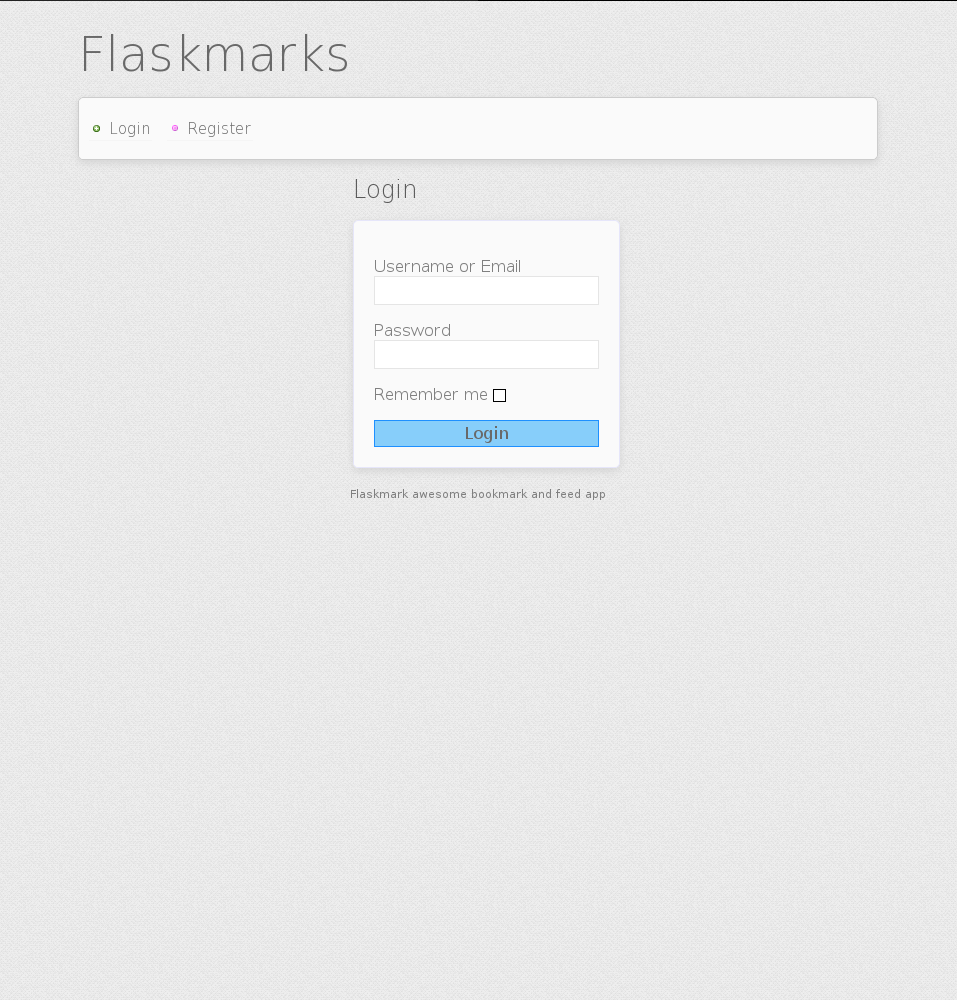 Flaskmarks
Login Register
Login
Username or Email
Password
Remember me
Login
Flaskmark awesome bookmark and feed app